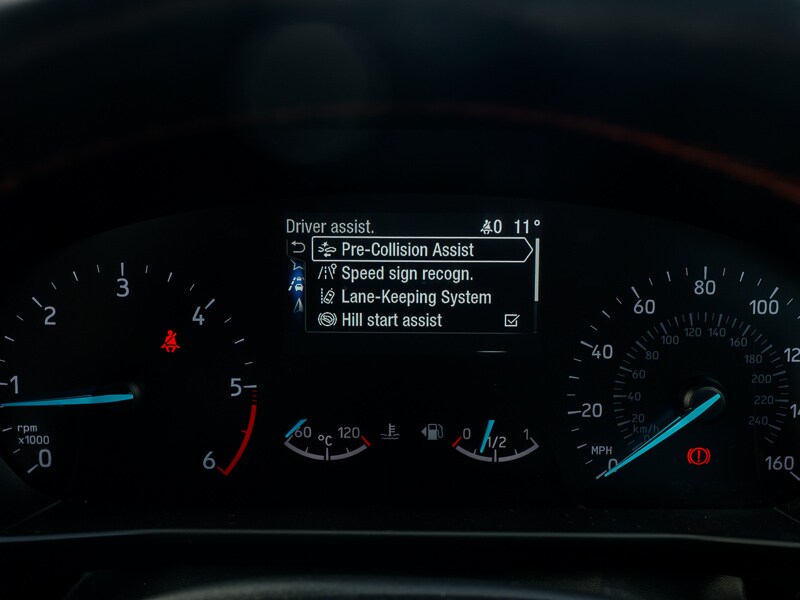 Driver assist. 0 11°
Pre-Collision Assist
Speed sign recogn.
Lane-Keeping System
Hill start assist
0 1 2 3 4 5 6
rpm
x1000
60 °C 120
0 1/2 1
0 20 40 60 80 100 160
MPH
20 40 60 80 100 120 140 160 180 200 220 240
km/h